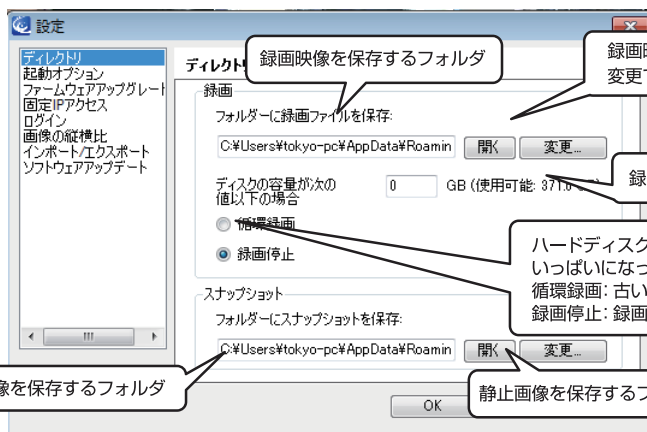 設定
ディレクトリ
起動オプション
ファームウェアアップグレート
固定IPアクセス
ログイン
画像の縦横比
インポート/エクスポート
ソフトウェアアップデート
ディレクトリ
録画映像を保存するフォルダ
録画
変更
録画
フォルダーに録画ファイルを保存:
C:¥Users¥tokyo-pc¥AppData¥Roamin
開く
変更...
ディスクの容量が次の
値以下の場合
0
GB (使用可能: 371.6
録
循環録画
録画停止
ハードディスク
いっぱいになっ
循環録画: 古い
録画停止: 録画
スナップショット
フォルダーにスナップショットを保存:
C:¥Users¥tokyo-pc¥AppData¥Roamin
開く
変更...
像を保存するフォルダ
静止画像を保存するフ
OK